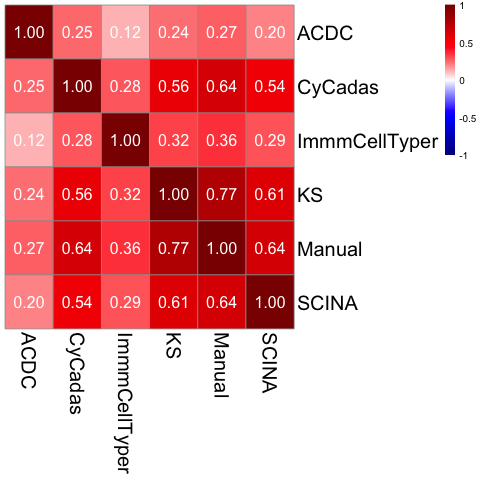 1.00 0.25 0.12 0.24 0.27 0.20 ACDC
0.25 1.00 0.28 0.56 0.64 0.54 CyCadas
0.12 0.28 1.00 0.32 0.36 0.29 ImmmCellTyper
0.24 0.56 0.32 1.00 0.77 0.61 KS
0.27 0.64 0.36 0.77 1.00 0.64 Manual
0.20 0.54 0.29 0.61 0.64 1.00 SCINA
ACDC
CyCadas
ImmmCellTyper
KS
Manual
SCINA
1
0.5
0
-0.5
-1